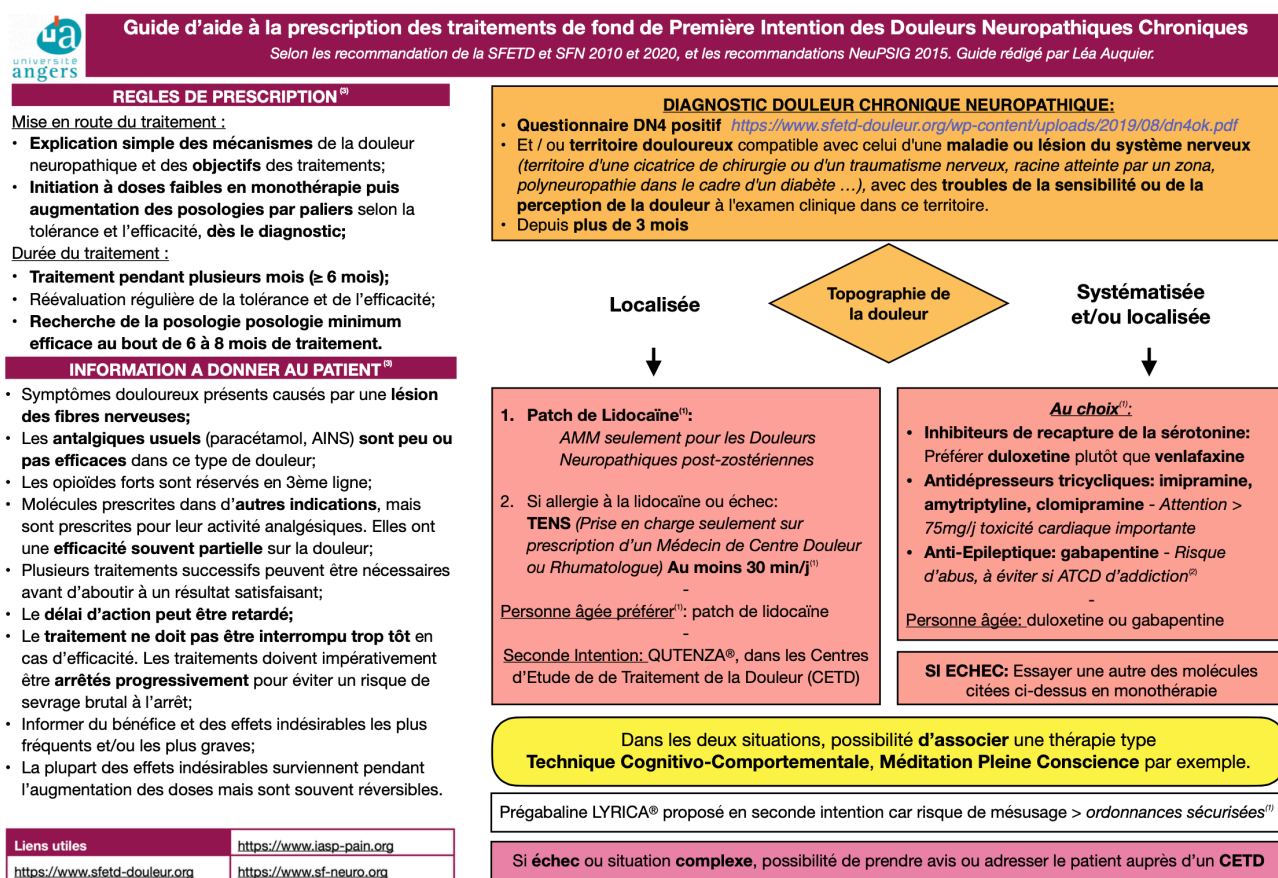 université
angers
Guide d'aide à la prescription des traitements de fond de Première Intention des Douleurs Neuropathiques Chroniques
Selon les recommandation de la SFETD et SFN 2010 et 2020, et les recommandations NeuPSIG 2015. Guide rédigé par Léa Auquier.
REGLES DE PRESCRIPTION (3)
Mise en route du traitement :
• Explication simple des mécanismes de la douleur
neuropathique et des objectifs des traitements;
• Initiation à doses faibles en monothérapie puis
augmentation des posologies par paliers selon la
tolérance et l'efficacité, dès le diagnostic;
Durée du traitement :
• Traitement pendant plusieurs mois (≥ 6 mois);
• Réévaluation régulière de la tolérance et de l'efficacité;
• Recherche de la posologie posologie minimum
efficace au bout de 6 à 8 mois de traitement.
INFORMATION A DONNER AU PATIENT (3)
• Symptômes douloureux présents causés par une lésion
des fibres nerveuses;
• Les antalgiques usuels (paracétamol, AINS) sont peu ou
pas efficaces dans ce type de douleur;
• Les opioïdes forts sont réservés en 3ème ligne;
• Molécules prescrites dans d'autres indications, mais
sont prescrites pour leur activité analgésiques. Elles ont
une efficacité souvent partielle sur la douleur;
• Plusieurs traitements successifs peuvent être nécessaires
avant d'aboutir à un résultat satisfaisant;
• Le délai d'action peut être retardé;
• Le traitement ne doit pas être interrompu trop tôt en
cas d'efficacité. Les traitements doivent impérativement
être arrêtés progressivement pour éviter un risque de
sevrage brutal à l'arrêt;
• Informer du bénéfice et des effets indésirables les plus
fréquents et/ou les plus graves;
• La plupart des effets indésirables surviennent pendant
l'augmentation des doses mais sont souvent réversibles.
Liens utiles
https://www.iasp-pain.org
https://www.sfetd-douleur.org
https://www.sf-neuro.org
DIAGNOSTIC DOULEUR CHRONIQUE NEUROPATHIQUE:
• Questionnaire DN4 positif https://www.sfetd-douleur.org/wp-content/uploads/2019/08/dn4ok.pdf
• Et / ou territoire douloureux compatible avec celui d'une maladie ou lésion du système nerveux
(territoire d'une cicatrice de chirurgie ou d'un traumatisme nerveux, racine atteinte par un zona,
polyneuropathie dans le cadre d'un diabète …), avec des troubles de la sensibilité ou de la
perception de la douleur à l'examen clinique dans ce territoire.
• Depuis plus de 3 mois
Topographie de
la douleur
Localisée
Systématisée
et/ou localisée
1. Patch de Lidocaïne(1):
AMM seulement pour les Douleurs
Neuropathiques post-zostériennes
2. Si allergie à la lidocaïne ou échec:
TENS (Prise en charge seulement sur
prescription d'un Médecin de Centre Douleur
ou Rhumatologue) Au moins 30 min/j(1)
-
Personne âgée préférer(1): patch de lidocaïne
-
Seconde Intention: QUTENZA®, dans les Centres
d'Etude de de Traitement de la Douleur (CETD)
Au choix(1):
• Inhibiteurs de recapture de la sérotonine:
Préférer duloxetine plutôt que venlafaxine
• Antidépresseurs tricycliques: imipramine,
amytriptyline, clomipramine - Attention >
75mg/j toxicité cardiaque importante
• Anti-Epileptique: gabapentine - Risque
d'abus, à éviter si ATCD d'addiction(2)
-
Personne âgée: duloxetine ou gabapentine
SI ECHEC: Essayer une autre des molécules
citées ci-dessus en monothérapie
Dans les deux situations, possibilité d'associer une thérapie type
Technique Cognitivo-Comportementale, Méditation Pleine Conscience par exemple.
Prégabaline LYRICA® proposé en seconde intention car risque de mésusage > ordonnances sécurisées(1)
Si échec ou situation complexe, possibilité de prendre avis ou adresser le patient auprès d'un CETD